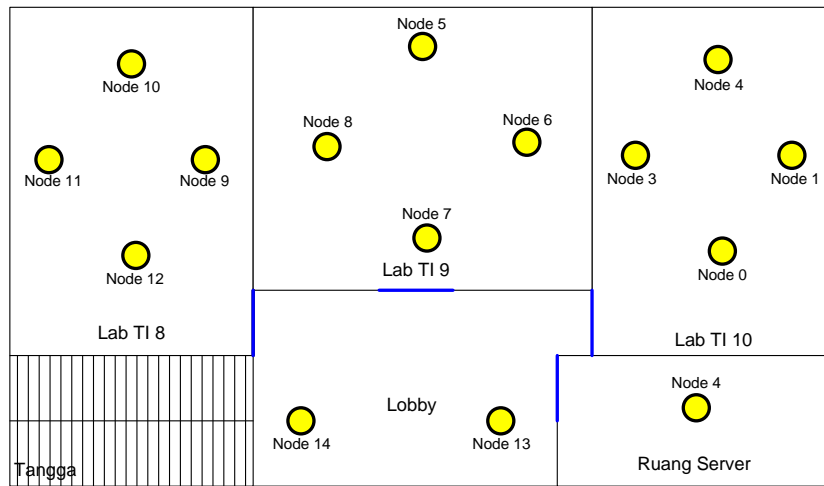 Node 5
Node 10
Node 4
Node 8
Node 6
Node 11
Node 9
Node 3
Node 1
Node 7
Node 12
Node 0
Lab TI 9
Lab TI 8
Lab TI 10
Node 4
Lobby
Node 14
Node 13
Tangga
Ruang Server